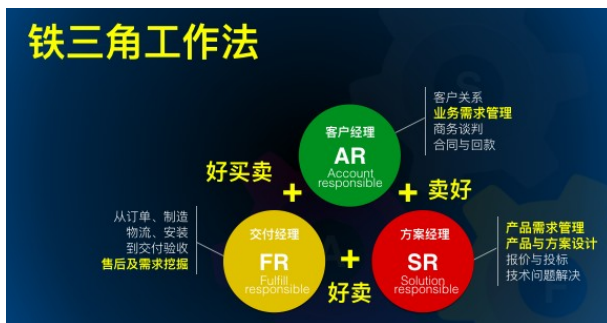 铁三角工作法
客户关系
业务需求管理
商务谈判
合同与回款
客户经理
AR
Account
responsible
好买卖
+
+
卖好
从订单、制造
物流、安装
到交付验收
售后及需求挖掘
交付经理
FR
Fulfill
responsible
+
好卖
方案经理
SR
Solution
responsible
产品需求管理
产品与方案设计
报价与投标
技术问题解决